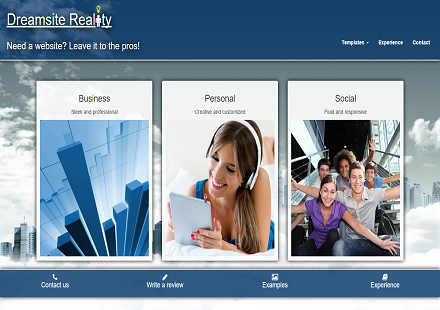 Dreamsite Reality
Need a website? Leave it to the pros!
Templates Experience Contact
Business
Sleek and professional
Personal
Creative and customized
Social
Fluid and responsive
Contact us Write a review Examples Experience